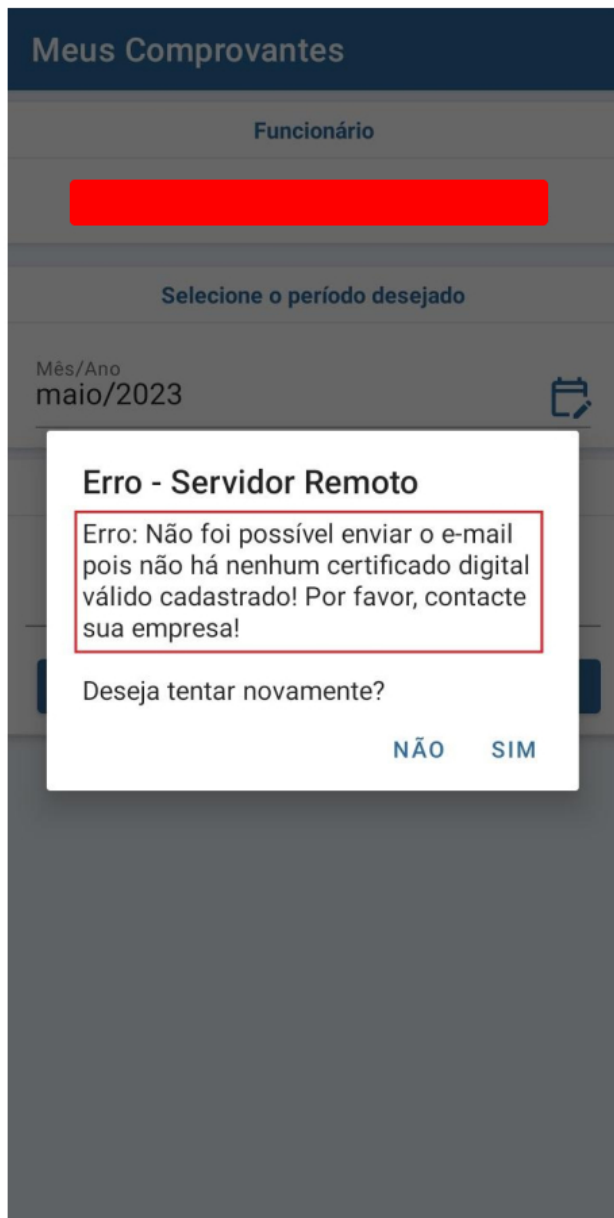 Meus Comprovantes
Funcionário
Selecione o período desejado
Mês/Ano
maio/2023
Erro - Servidor Remoto
Erro: Não foi possível enviar o e-mail
pois não há nenhum certificado digital
válido cadastrado! Por favor, contacte
sua empresa!
Deseja tentar novamente?
NÃO SIM